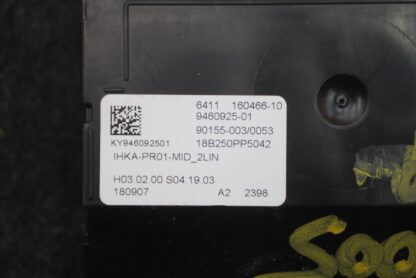 6411 160466-10
9460925-01
90155-003/0053
KY946092501 18B250PP5042
IHKA-PR01-MID_2LIN
H03.02.00 S04.19.03
180907 A2 2398